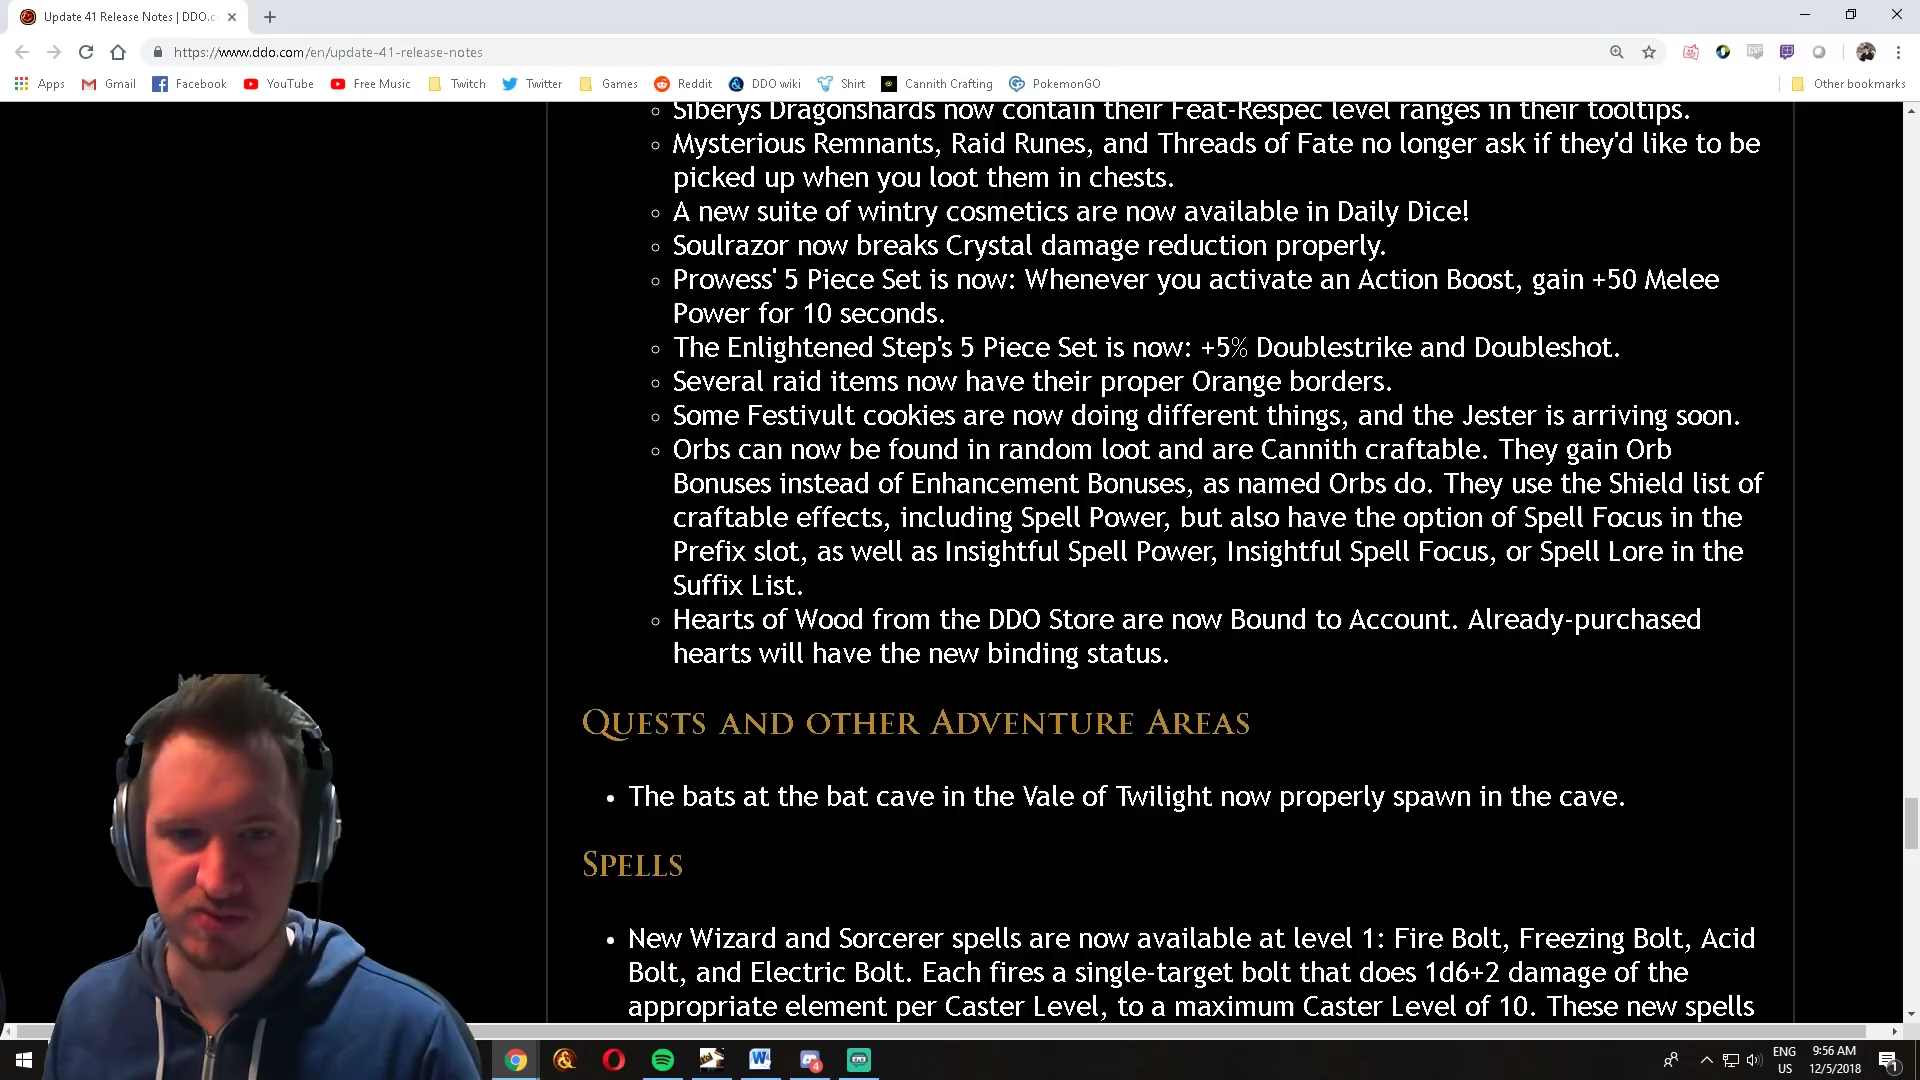 Update 41 Release Notes | DDO.c
https://www.ddo.com/en/update-41-release-notes
Apps Gmail Facebook YouTube Free Music Twitch Twitter Games Reddit DDO wiki Shirt Cannith Crafting PokemonGO Other bookmarks
Siberys Dragonshards now contain their Feat-Respec level ranges in their tooltips.
Mysterious Remnants, Raid Runes, and Threads of Fate no longer ask if they'd like to be
picked up when you loot them in chests.
A new suite of wintry cosmetics are now available in Daily Dice!
Soulrazor now breaks Crystal damage reduction properly.
Prowess' 5 Piece Set is now: Whenever you activate an Action Boost, gain +50 Melee
Power for 10 seconds.
The Enlightened Step's 5 Piece Set is now: +5% Doublestrike and Doubleshot.
Several raid items now have their proper Orange borders.
Some Festivult cookies are now doing different things, and the Jester is arriving soon.
Orbs can now be found in random loot and are Cannith craftable. They gain Orb
Bonuses instead of Enhancement Bonuses, as named Orbs do. They use the Shield list of
craftable effects, including Spell Power, but also have the option of Spell Focus in the
Prefix slot, as well as Insightful Spell Power, Insightful Spell Focus, or Spell Lore in the
Suffix List.
Hearts of Wood from the DDO Store are now Bound to Account. Already-purchased
hearts will have the new binding status.
Quests and other Adventure Areas
The bats at the bat cave in the Vale of Twilight now properly spawn in the cave.
Spells
New Wizard and Sorcerer spells are now available at level 1: Fire Bolt, Freezing Bolt, Acid
Bolt, and Electric Bolt. Each fires a single-target bolt that does 1d6+2 damage of the
appropriate element per Caster Level, to a maximum Caster Level of 10. These new spells
ENG 9:56 AM
US 12/5/2018